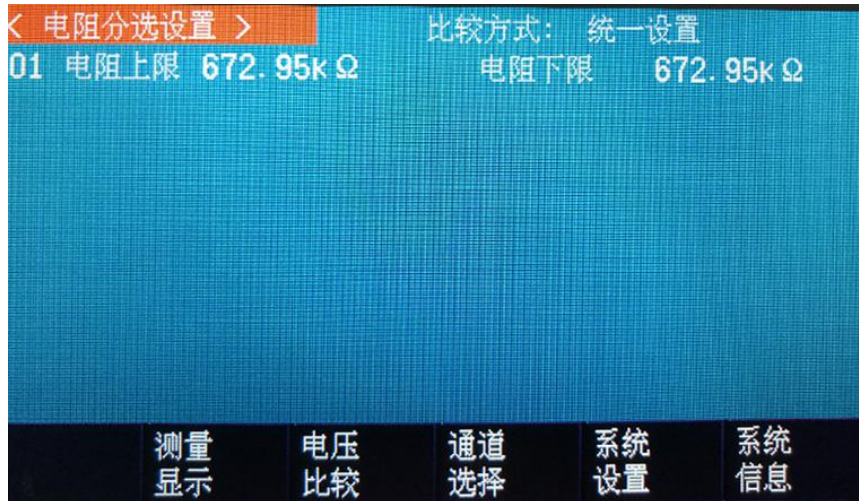 < 电阻分选设置 > 比较方式: 统一设置
01 电阻上限 672.95kΩ 电阻下限 672.95kΩ
测量显示 电压比较 通道选择 系统设置 系统信息